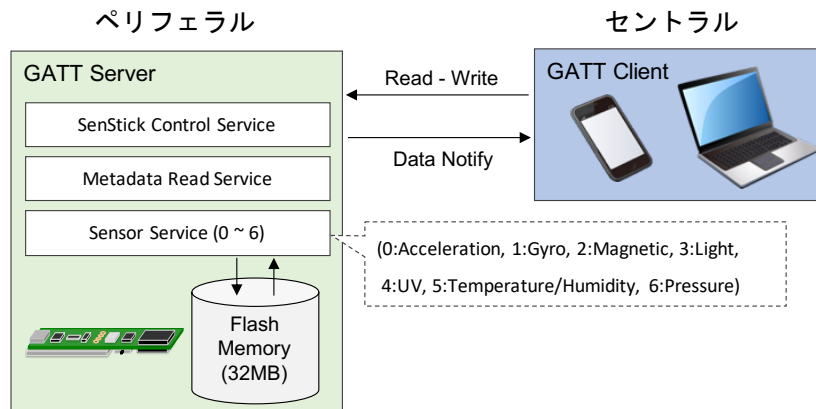 ペリフェラル
セントラル
GATT Server
SenStick Control Service
Metadata Read Service
Sensor Service (0 ~ 6)
Flash
Memory
(32MB)
Read - Write
Data Notify
GATT Client
(0:Acceleration, 1:Gyro, 2:Magnetic, 3:Light,
4:UV, 5:Temperature/Humidity, 6:Pressure)